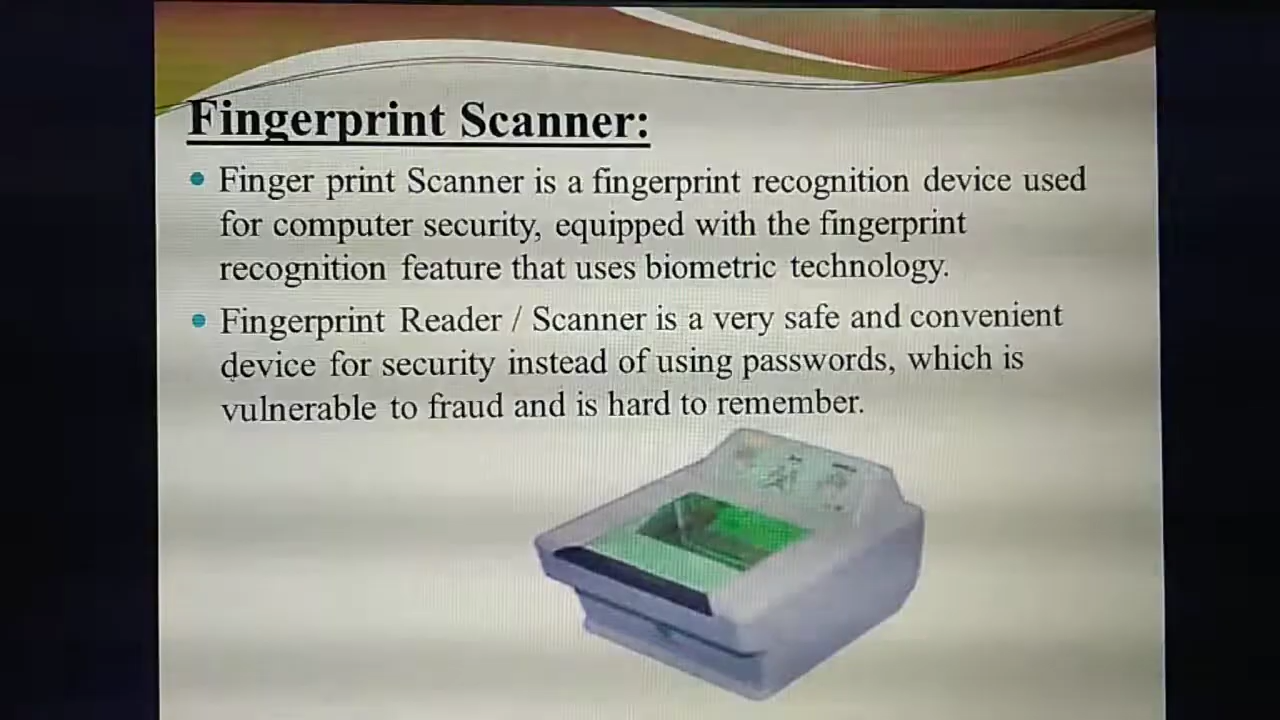 Fingerprint Scanner:
Finger print Scanner is a fingerprint recognition device used
for computer security, equipped with the fingerprint
recognition feature that uses biometric technology.
Fingerprint Reader / Scanner is a very safe and convenient
device for security instead of using passwords, which is
vulnerable to fraud and is hard to remember.